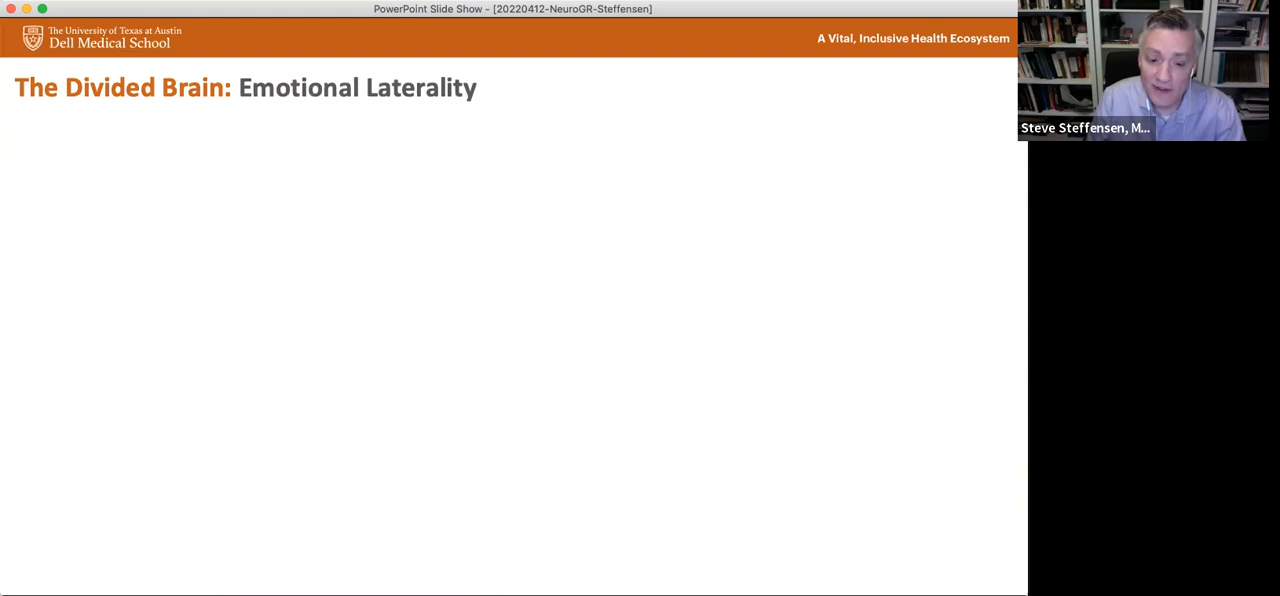 PowerPoint Slide Show - [20220412-NeuroGR-Steffensen]
The University of Texas at Austin
Dell Medical School
A Vital, Inclusive Health Ecosystem
The Divided Brain: Emotional Laterality
Steve Steffensen, M...